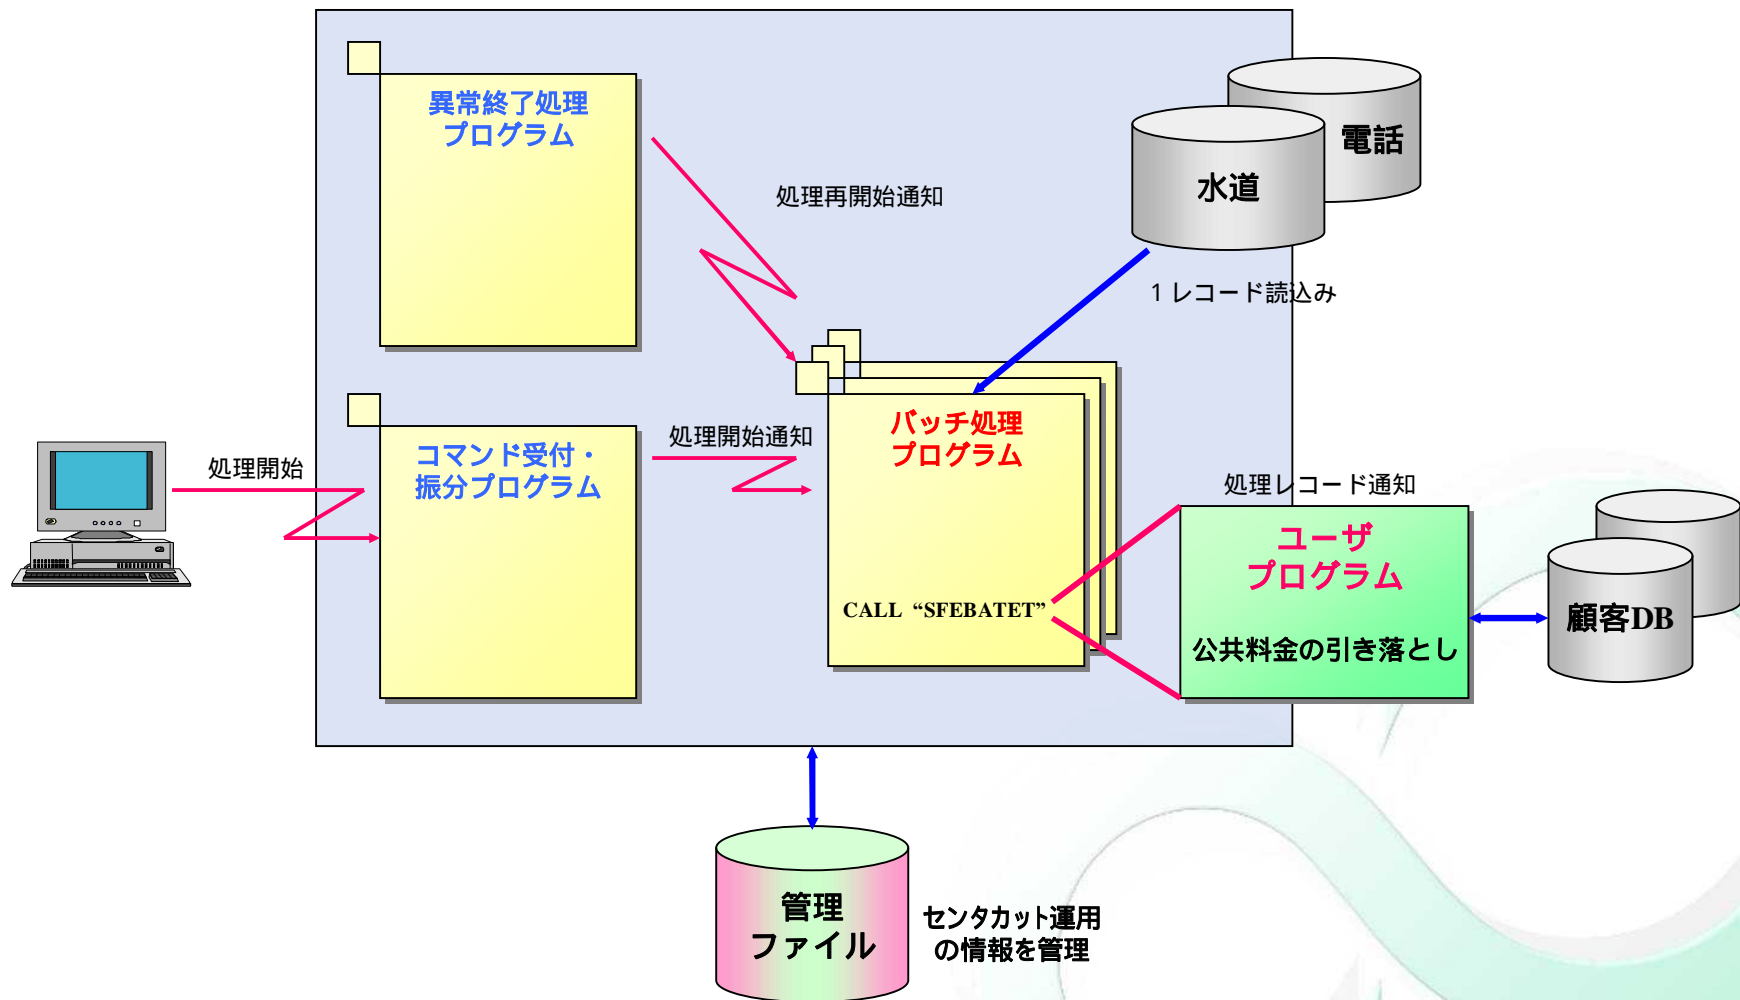 異常終了処理
プログラム
電話
水道
処理再開始通知
1レコード読込み
処理開始
コマンド受付・
振分プログラム
処理開始通知
バッチ処理
プログラム
CALL “SFEBATET”
処理レコード通知
ユーザ
プログラム
公共料金の引き落とし
顧客DB
管理
ファイル
センタカット運用
の情報を管理